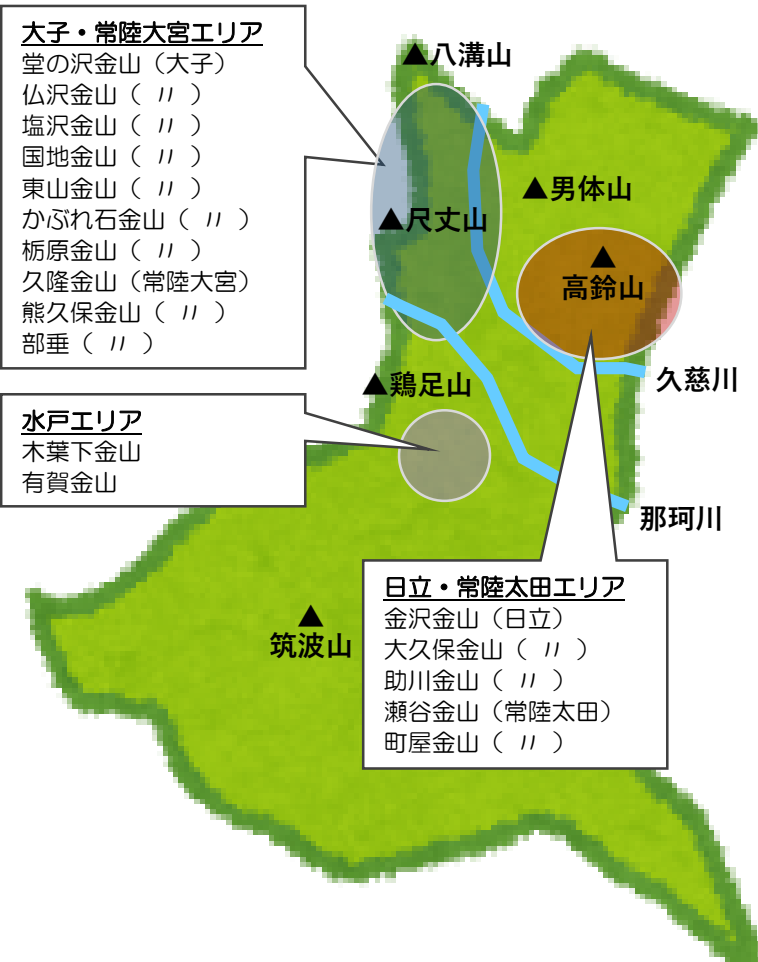 大子・常陸大宮エリア
堂の沢金山（大子）
仏沢金山（ 〃 ）
塩沢金山（ 〃 ）
国地金山（ 〃 ）
東山金山（ 〃 ）
かぶれ石金山（ 〃 ）
栃原金山（ 〃 ）
久隆金山（常陸大宮）
熊久保金山（ 〃 ）
部垂（ 〃 ）
▲八溝山
▲男体山
▲尺丈山
▲
高鈴山
久慈川
▲鶏足山
水戸エリア
木葉下金山
有賀金山
那珂川
▲
筑波山
日立・常陸太田エリア
金沢金山（日立）
大久保金山（ 〃 ）
助川金山（ 〃 ）
瀬谷金山（常陸太田）
町屋金山（ 〃 ）